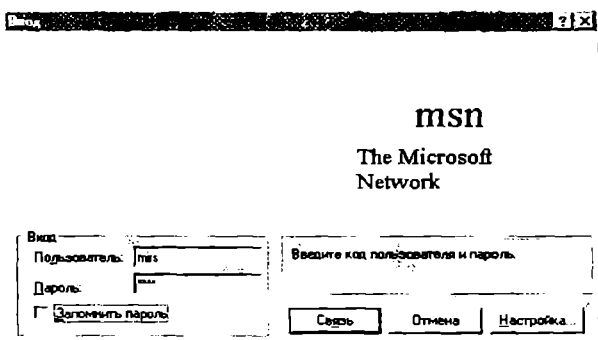 Вход
msn
The Microsoft
Network
Вход
Пользователь: mrs
Пароль: ****
Запомнить пароль
Введите код пользователя и пароль.
Связь Отмена Настройка...